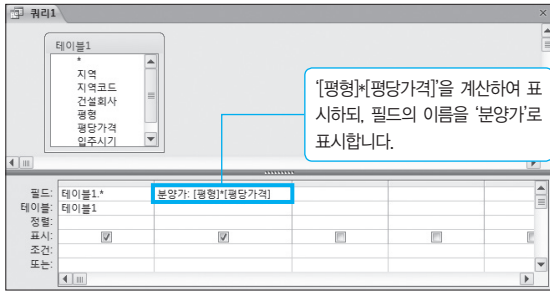 쿼리1
테이블1
*
지역
지역코드
건설회사
평형
평당가격
입주시기
'[평형]*[평당가격]'을 계산하여 표
시하되, 필드의 이름을 '분양가'로
표시합니다.
필드: 테이블1.* 분양가: [평형]*[평당가격]
테이블: 테이블1
정렬:
표시:
조건:
또는: